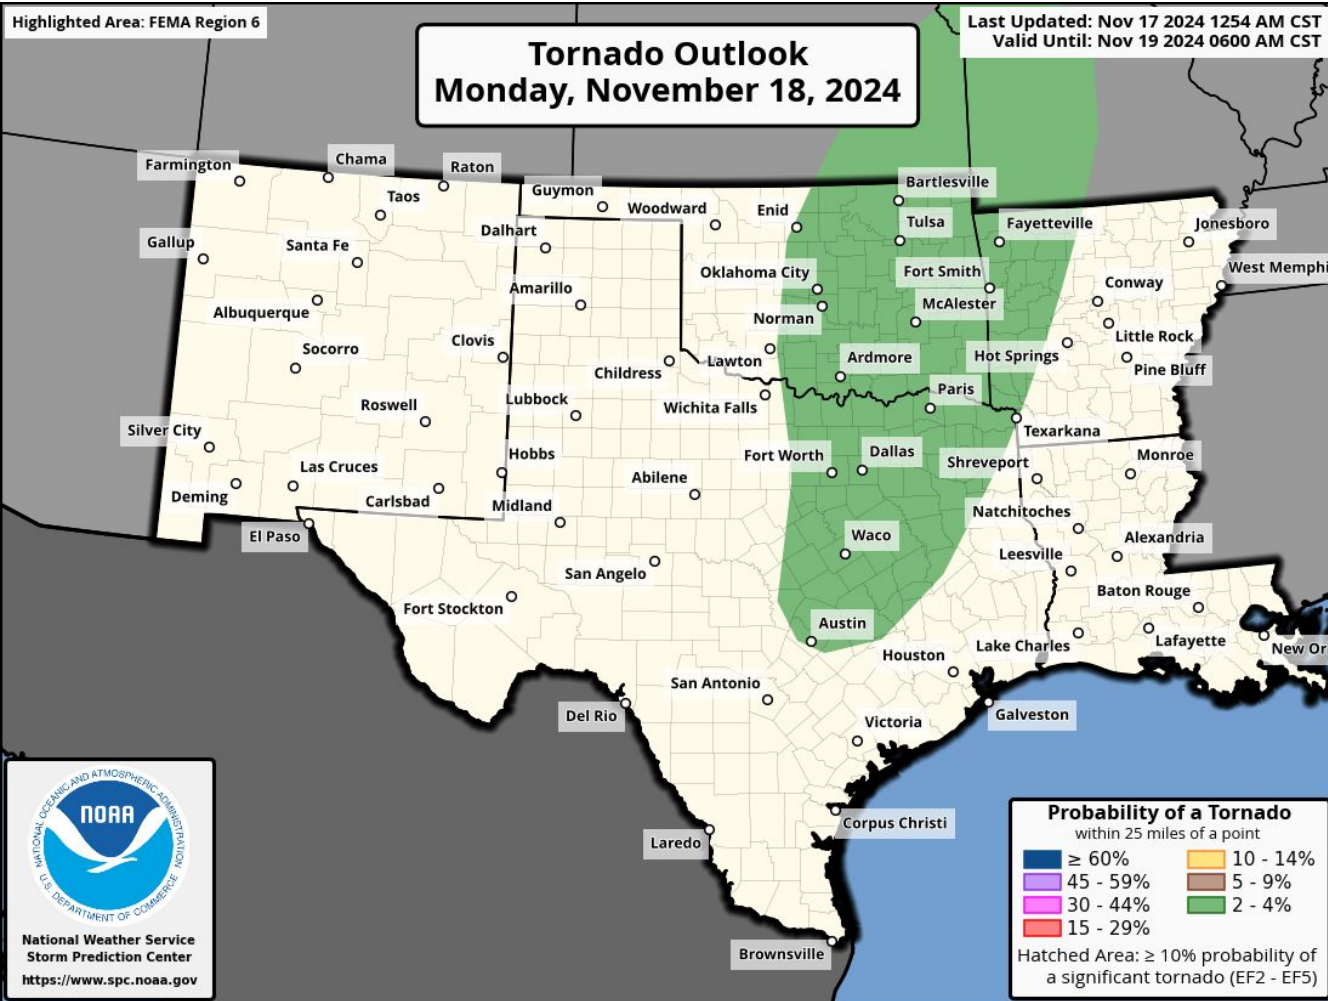 Highlighted Area: FEMA Region 6
Last Updated: Nov 17 2024 1254 AM CST
Valid Until: Nov 19 2024 0600 AM CST
Tornado Outlook
Monday, November 18, 2024
Farmington
Chama
Raton
Taos
Guymon
Woodward
Enid
Bartlesville
Tulsa
Fayetteville
Jonesboro
Gallup
Santa Fe
Dalhart
Oklahoma City
Fort Smith
West Memphi
Albuquerque
Amarillo
Norman
McAlester
Conway
Socorro
Clovis
Childress
Lawton
Ardmore
Hot Springs
Little Rock
Pine Bluff
Roswell
Lubbock
Wichita Falls
Paris
Texarkana
Silver City
Las Cruces
Hobbs
Abilene
Fort Worth
Dallas
Shreveport
Monroe
Deming
Carlsbad
Midland
Natchitoches
El Paso
San Angelo
Waco
Leesville
Alexandria
Fort Stockton
Austin
Baton Rouge
Houston
Lake Charles
Lafayette
New Or
San Antonio
Del Rio
Victoria
Galveston
Laredo
Corpus Christi
Brownsville
NATIONAL OCEANIC AND ATMOSPHERIC ADMINISTRATION
NOAA
U.S. DEPARTMENT OF COMMERCE
National Weather Service
Storm Prediction Center
https://www.spc.noaa.gov
Probability of a Tornado
within 25 miles of a point
≥ 60%
45 - 59%
30 - 44%
15 - 29%
10 - 14%
5 - 9%
2 - 4%
Hatched Area: ≥ 10% probability of
a significant tornado (EF2 - EF5)